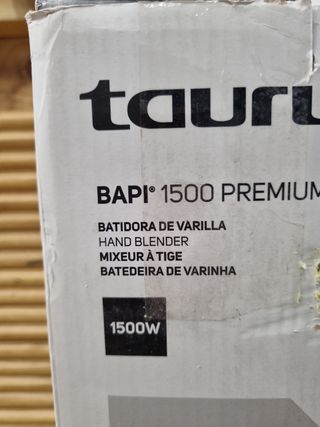 tauru
BAPI® 1500 PREMIUM
BATIDORA DE VARILLA
HAND BLENDER
MIXEUR À TIGE
BATEDEIRA DE VARINHA
1500W